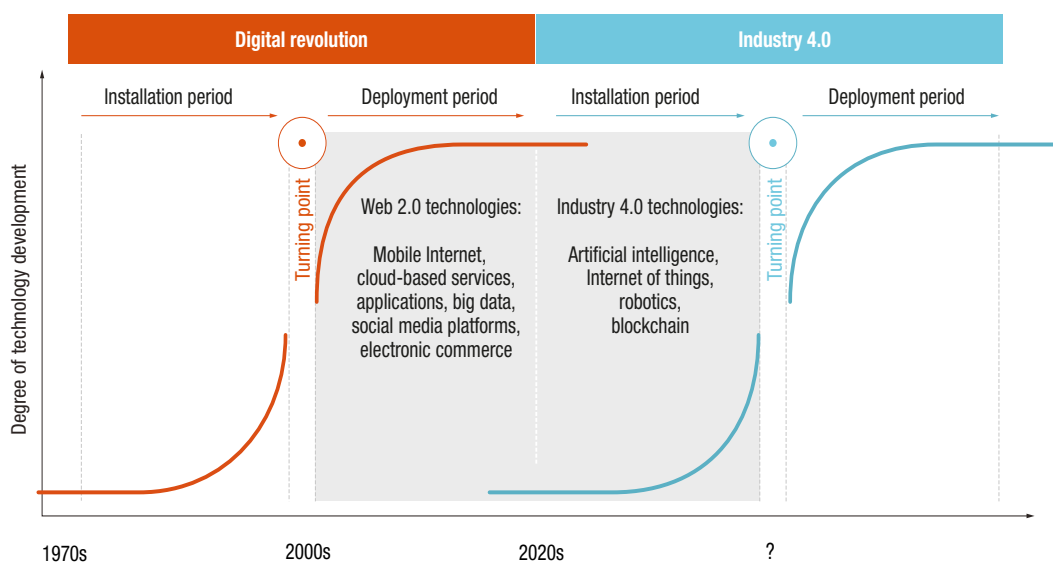 Digital revolution
Industry 4.0
Installation period
Deployment period
Installation period
Deployment period
Degree of technology development
Turning point
Web 2.0 technologies:
Mobile Internet,
cloud-based services,
applications, big data,
social media platforms,
electronic commerce
Industry 4.0 technologies:
Artificial intelligence,
Internet of things,
robotics,
blockchain
Turning point
1970s
2000s
2020s
?